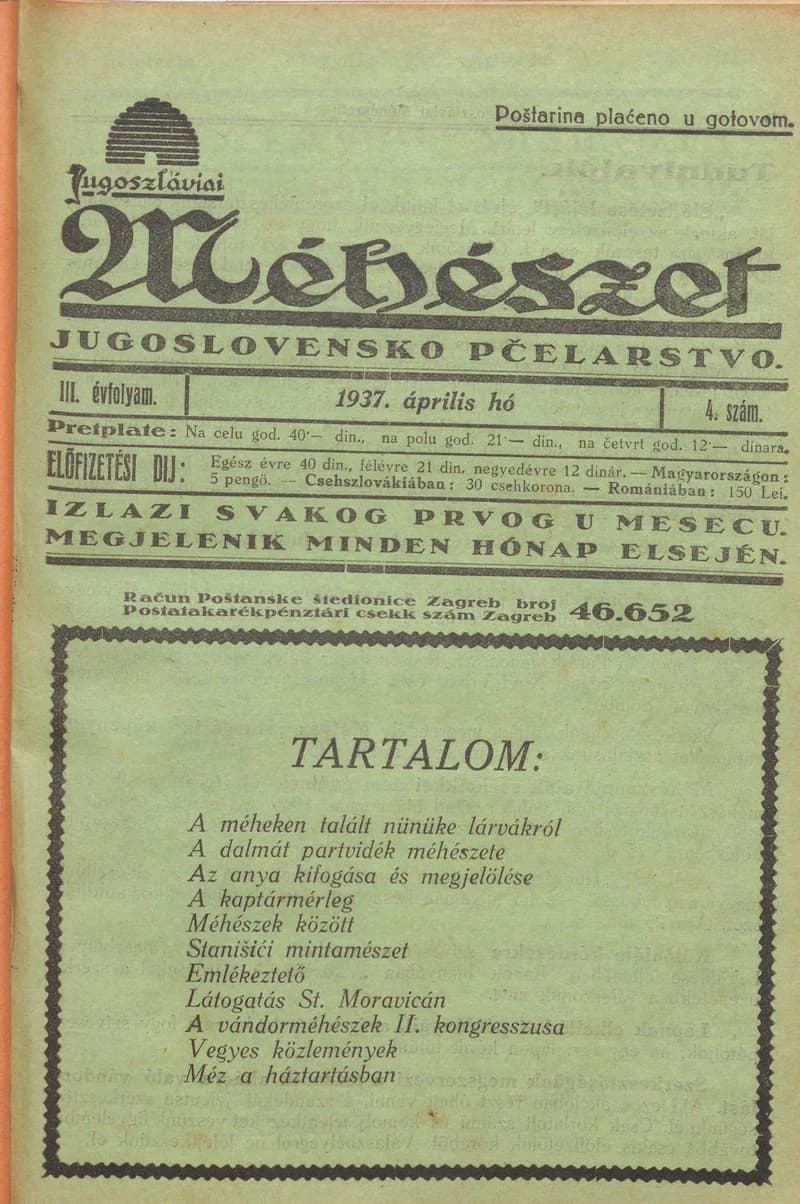 Poštarina plaćeno u gotovom.
Jugoszláviai
Méhészet
JUGOSLOVENSKO PČELARSTVO.
III. évfolyam.
1937. április hó
4. szám.
Pretplate: Na celu god. 40·— din., na polu god. 21·— din., na četvrt god. 12·— dinara.
ELŐFIZETÉSI DIJ:
Egész évre 40 din., félévre 21 din. negyedévre 12 dinár. — Magyarországon:
5 pengő. — Csehszlovákiában: 30 csehkorona. — Romániában: 150 Lei.
IZLAZI SVAKOG PRVOG U MESECU.
MEGJELENIK MINDEN HÓNAP ELSEJÉN.
Račun Poštanske štedionice Zagreb broj
Postatakarékpénztári csekk szám Zagreb 46.652
TARTALOM:
A méheken talált nünüke lárvákról
A dalmát partvidék méhészete
Az anya kifogása és megjelölése
A kaptármérleg
Méhészek között
Stanišići mintamészet
Emlékeztető
Látogatás St. Moravicán
A vándorméhészek II. kongresszusa
Vegyes közlemények
Méz a háztartásban